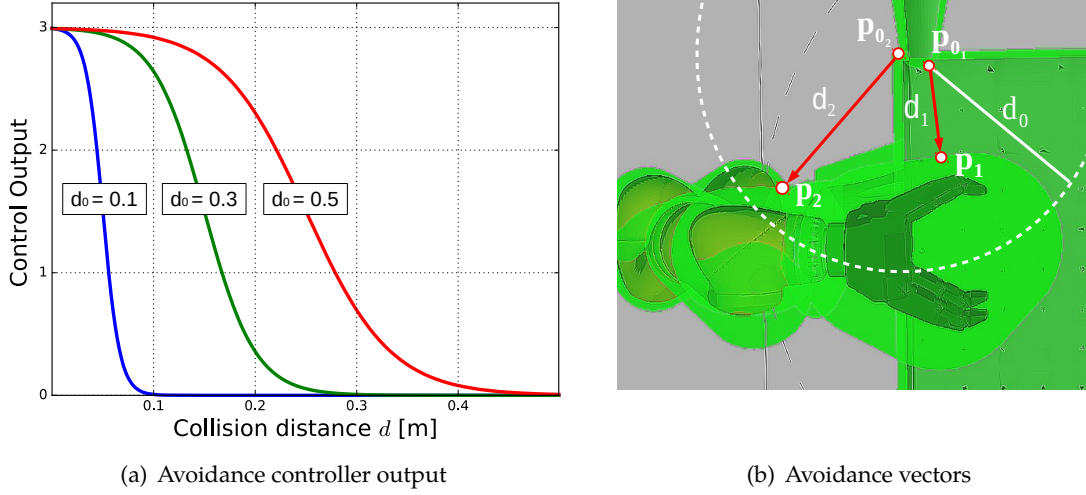 3
2
1
0
Control Output
d₀ = 0.1
d₀ = 0.3
d₀ = 0.5
0.1 0.2 0.3 0.4
Collision distance d [m]
(a) Avoidance controller output
p₀₂
p₀₁
d₂
d₁
d₀
p₁
p₂
(b) Avoidance vectors